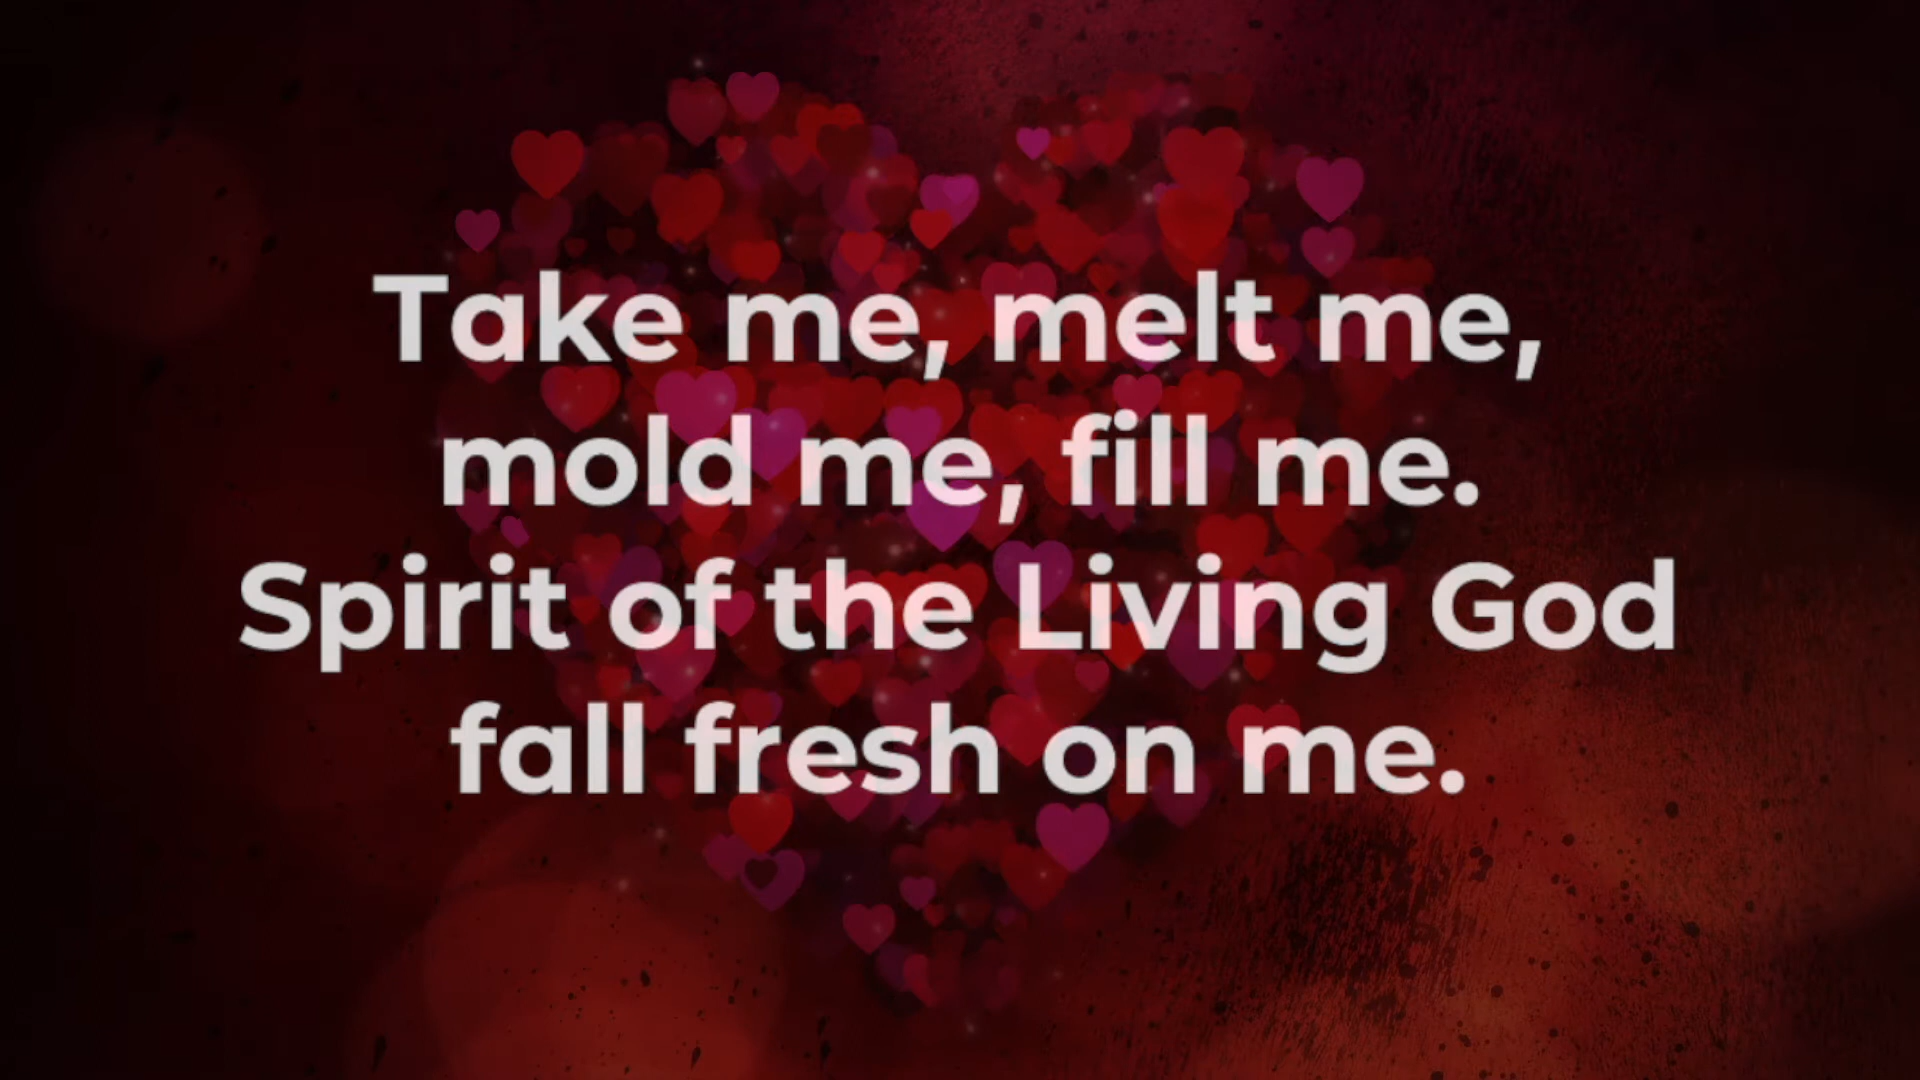 Take me, melt me,
mold me, fill me.
Spirit of the Living God
fall fresh on me.